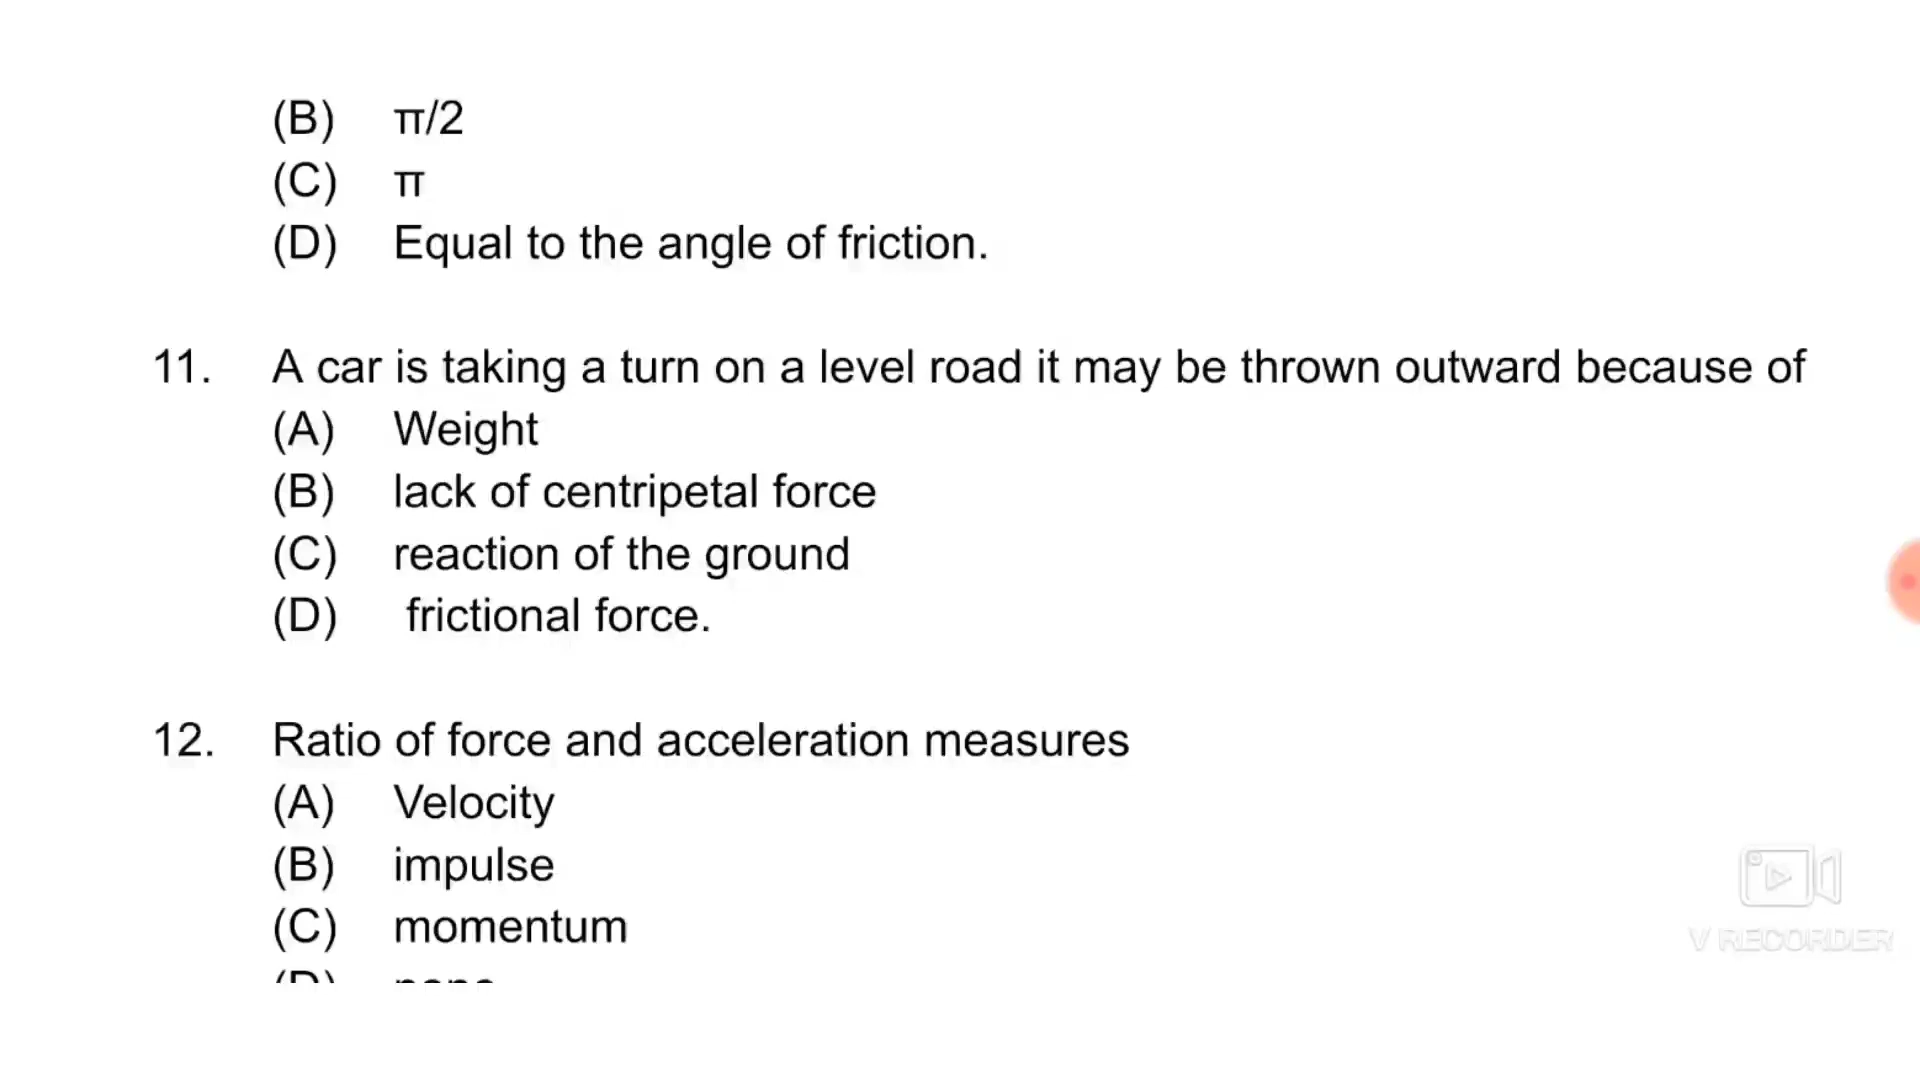 (B) π/2
(C) π
(D) Equal to the angle of friction.
11. A car is taking a turn on a level road it may be thrown outward because of
(A) Weight
(B) lack of centripetal force
(C) reaction of the ground
(D) frictional force.
12. Ratio of force and acceleration measures
(A) Velocity
(B) impulse
(C) momentum
(D) none
V RECORDER